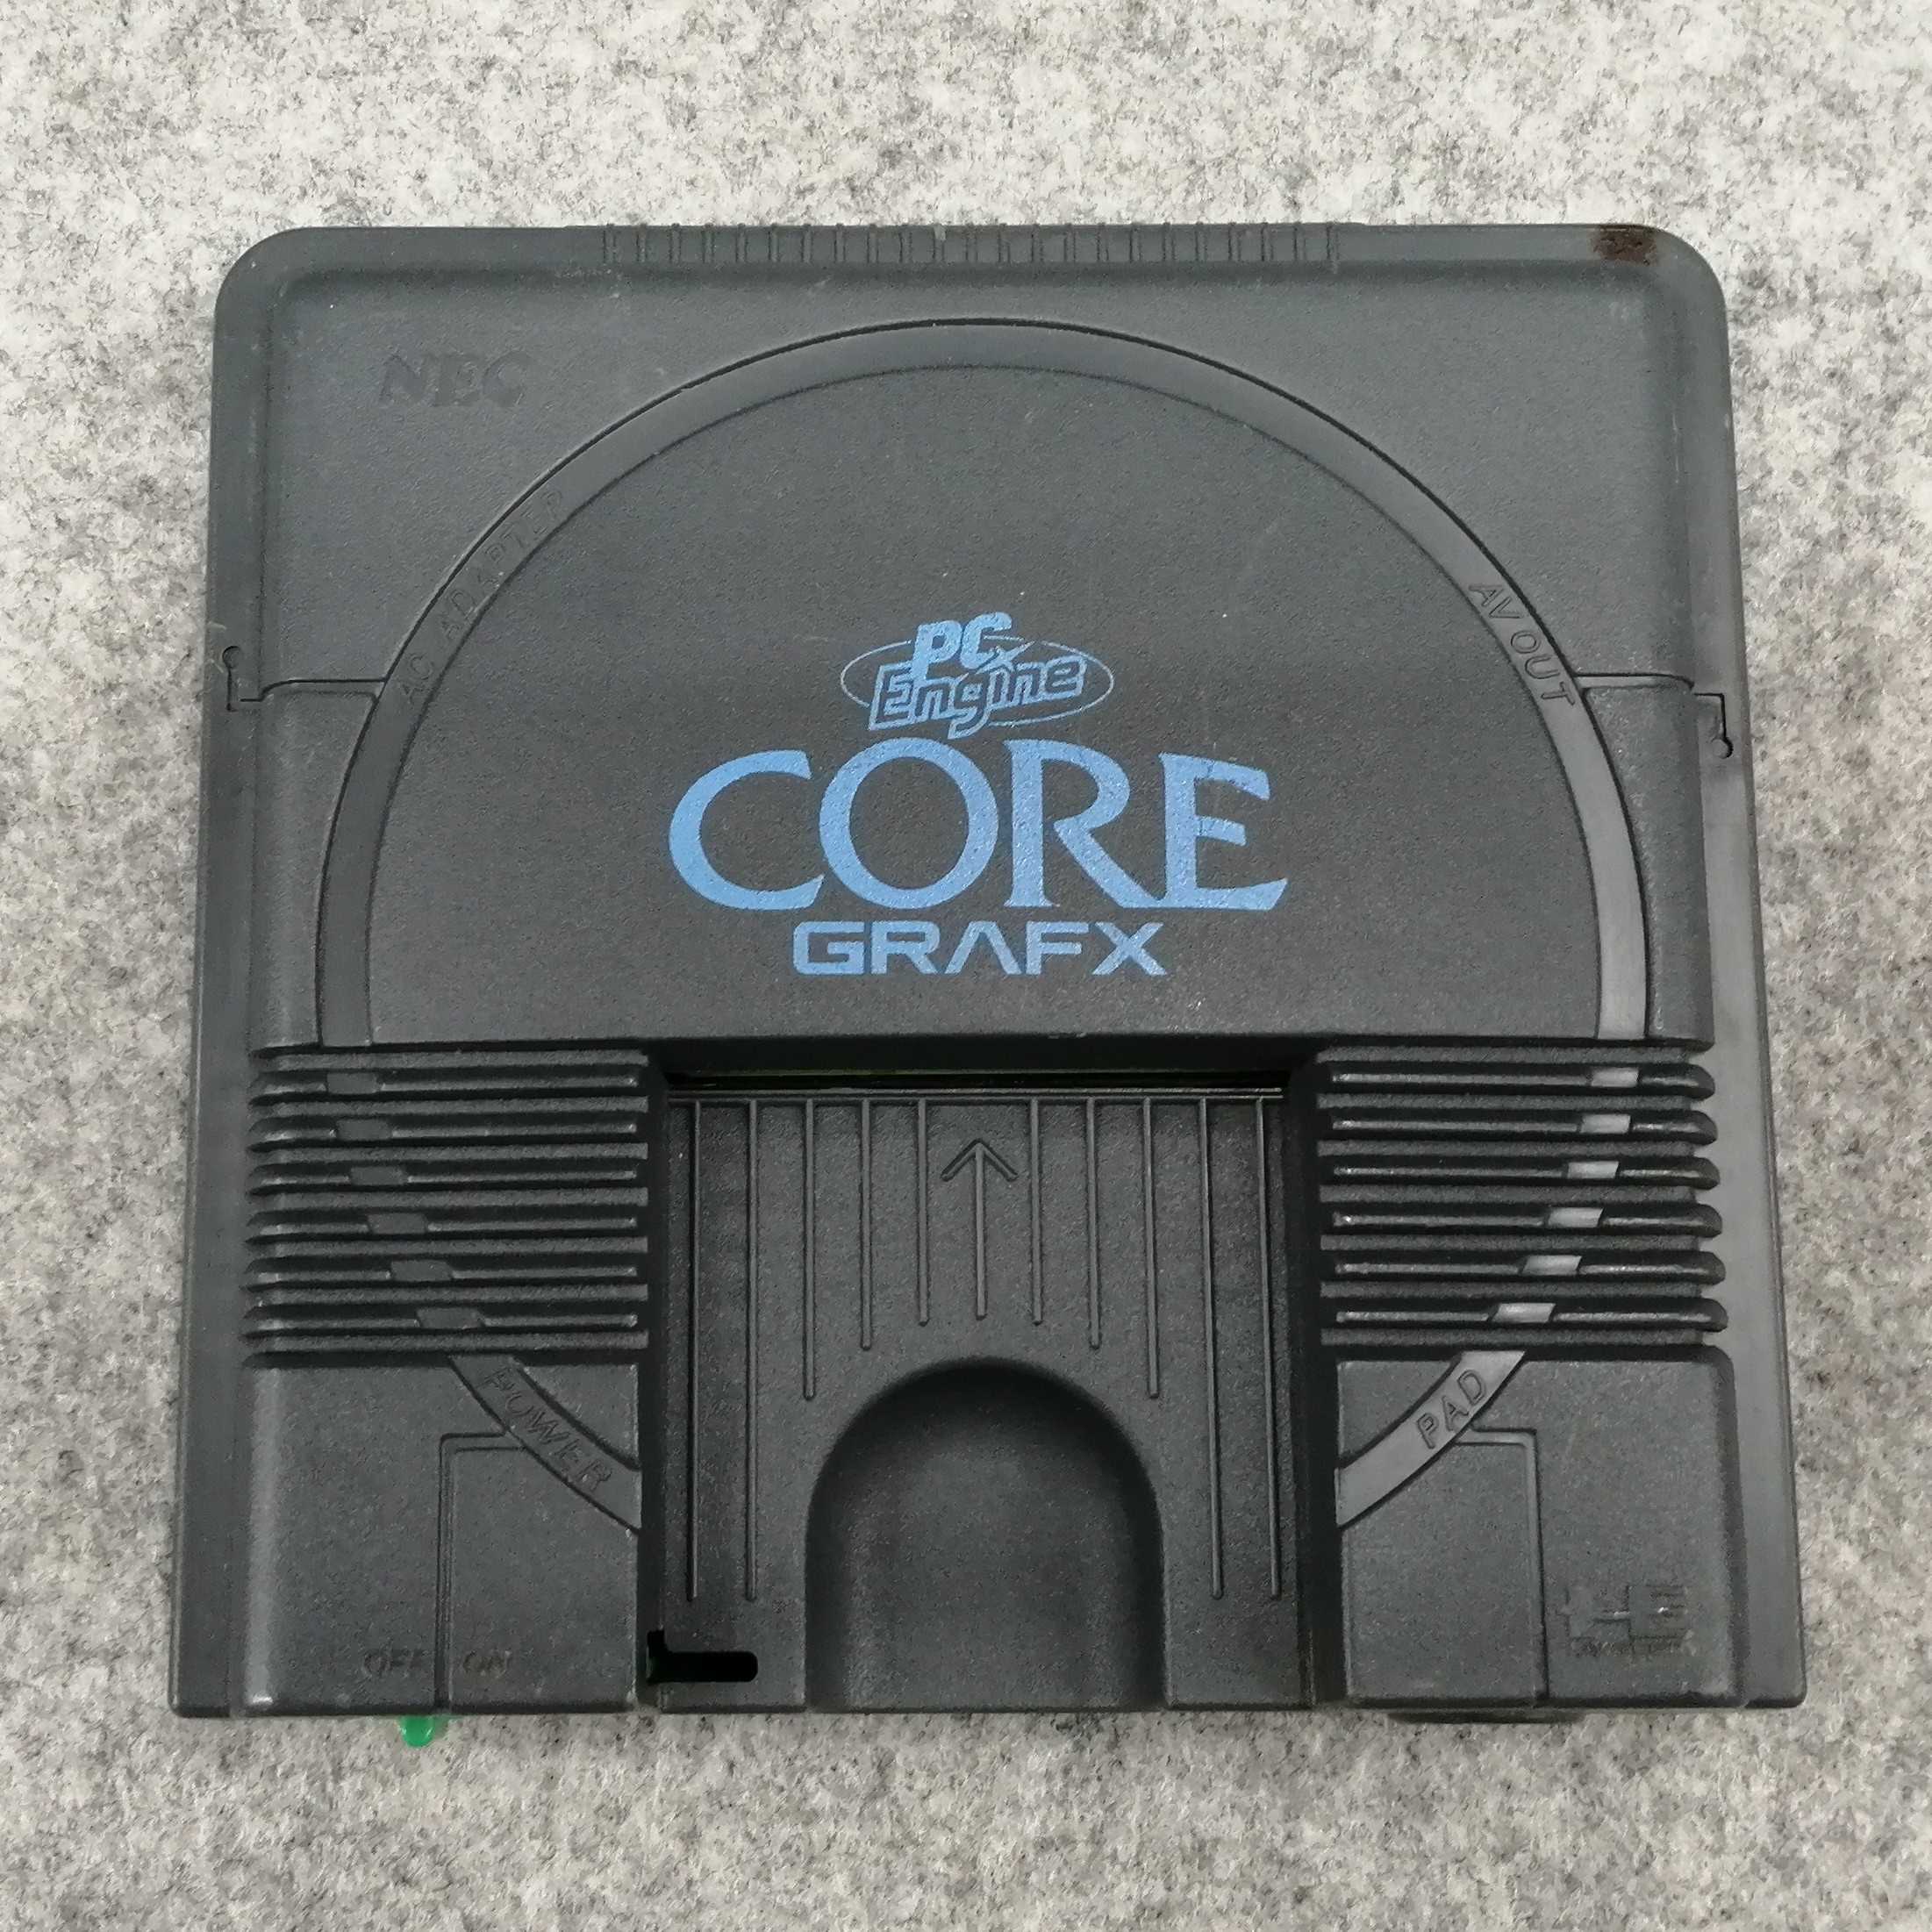 NEC
AC ADAPTER
AV OUT
PC
Engine
CORE
GRAFX
POWER
PAD
OFF ON